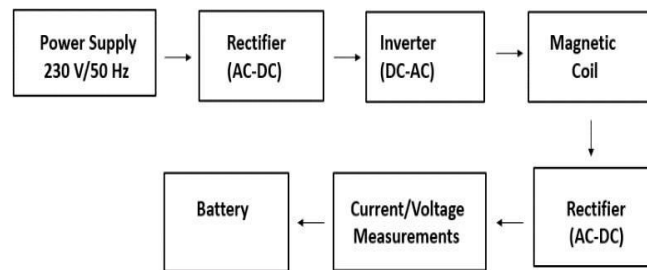 Power Supply
230 V/50 Hz
Rectifier
(AC-DC)
Inverter
(DC-AC)
Magnetic
Coil
Rectifier
(AC-DC)
Current/Voltage
Measurements
Battery